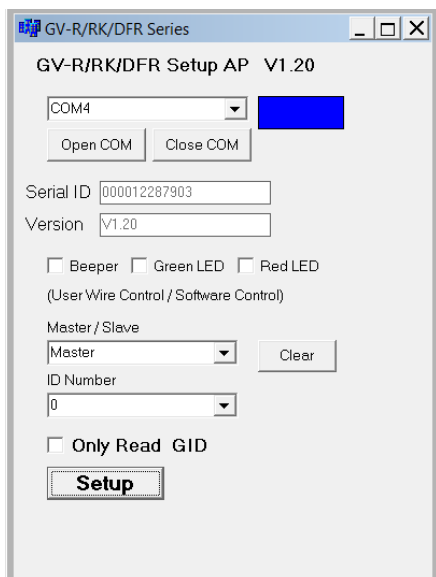 GV-R/RK/DFR Series
GV-R/RK/DFR Setup AP V1.20
COM4
Open COM Close COM
Serial ID 000012287903
Version V1.20
Beeper Green LED Red LED
(User Wire Control / Software Control)
Master / Slave
Master Clear
ID Number
0
Only Read GID
Setup